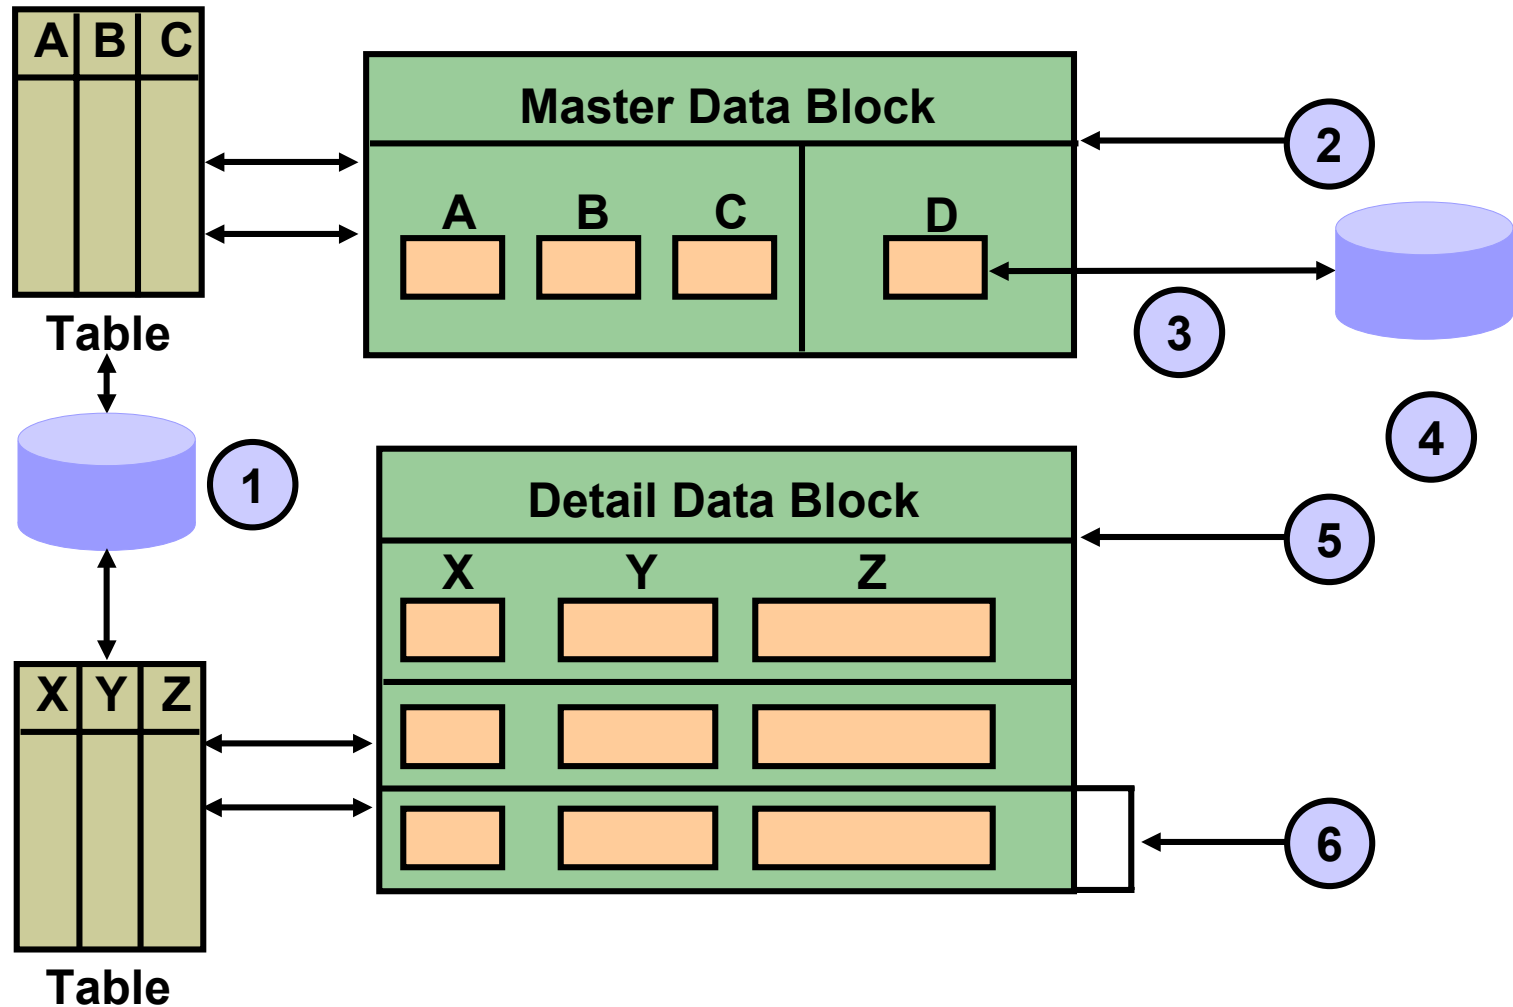 A B C
Master Data Block
2
A B C D
3
Table
4
1
Detail Data Block
5
X Y Z
X Y Z
6
Table